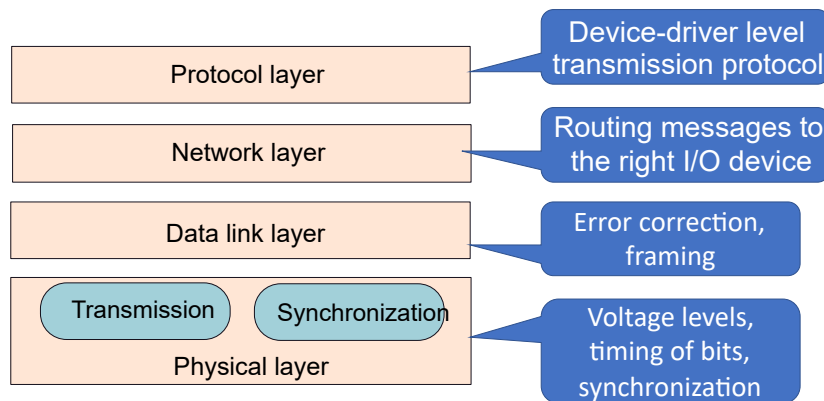 Protocol layer
Device-driver level
transmission protocol
Network layer
Routing messages to
the right I/O device
Data link layer
Error correction,
framing
Transmission
Synchronization
Physical layer
Voltage levels,
timing of bits,
synchronization